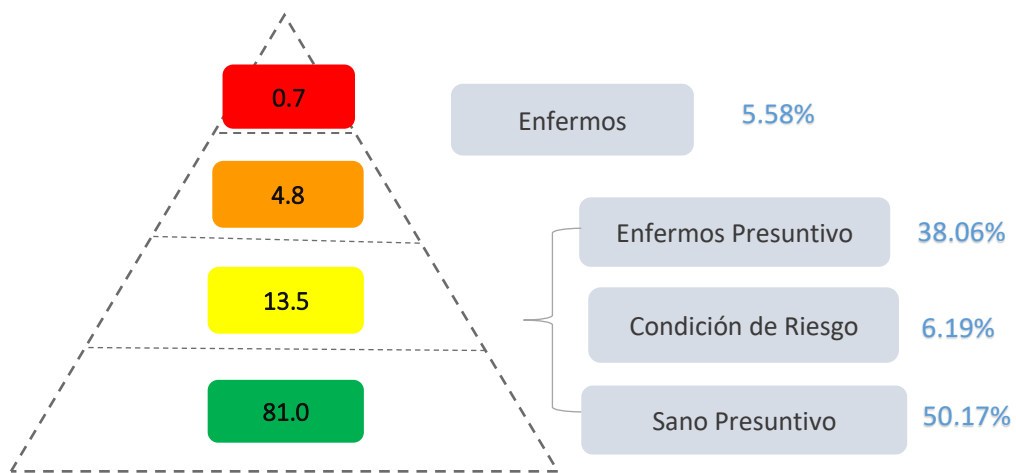 0.7
Enfermos
5.58%
4.8
Enfermos Presuntivo
38.06%
13.5
Condición de Riesgo
6.19%
81.0
Sano Presuntivo
50.17%